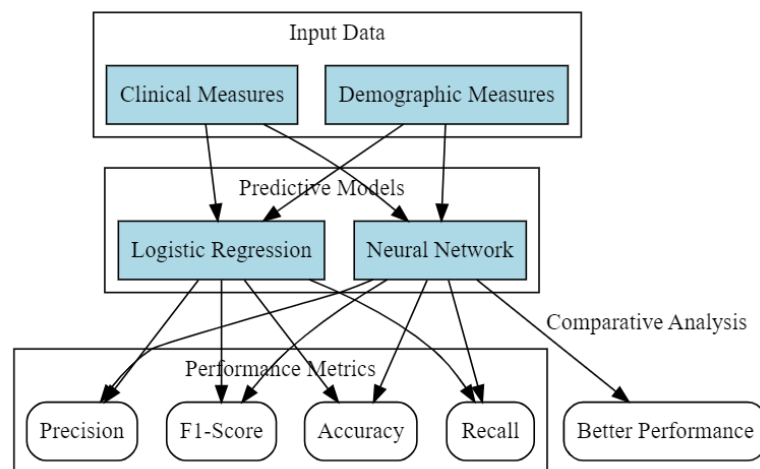 Input Data
Clinical Measures
Demographic Measures
Predictive Models
Logistic Regression
Neural Network
Comparative Analysis
Performance Metrics
Precision
F1-Score
Accuracy
Recall
Better Performance